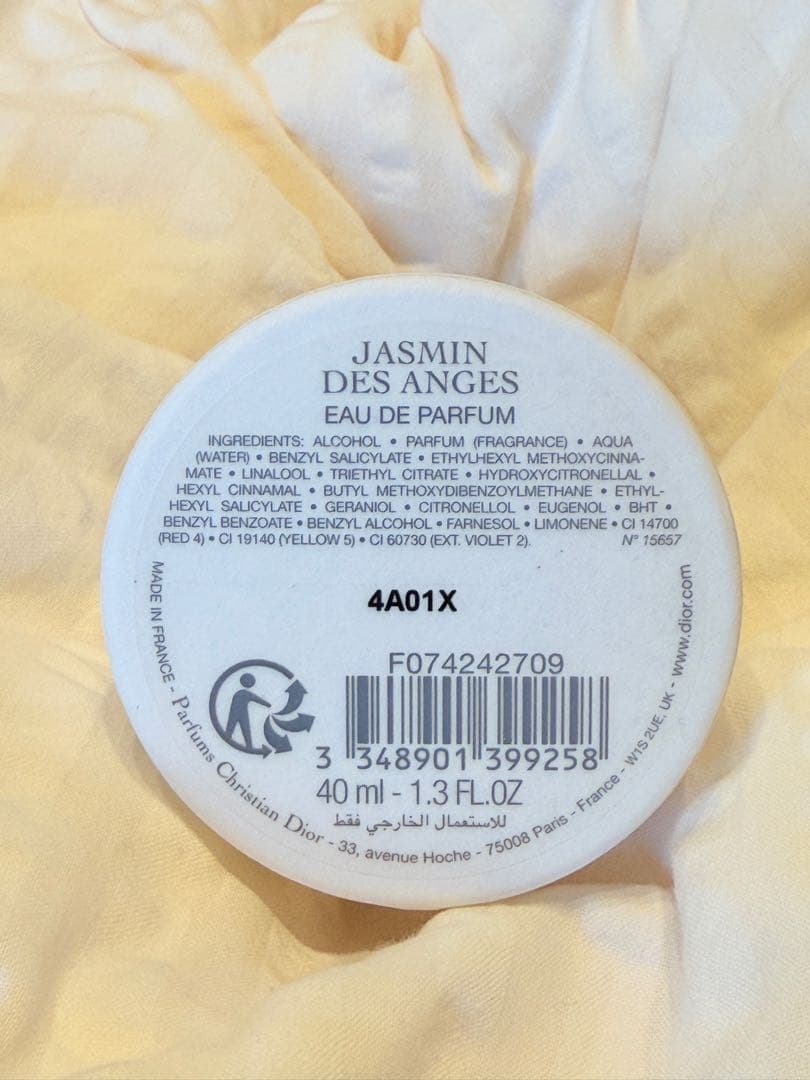 JASMIN
DES ANGES
EAU DE PARFUM
INGREDIENTS: ALCOHOL • PARFUM (FRAGRANCE) • AQUA
(WATER) • BENZYL SALICYLATE • ETHYLHEXYL METHOXYCINNA-
MATE • LINALOOL • TRIETHYL CITRATE • HYDROXYCITRONELLAL •
HEXYL CINNAMAL • BUTYL METHOXYDIBENZOYLMETHANE • ETHYL-
HEXYL SALICYLATE • GERANIOL • CITRONELLOL • EUGENOL • BHT •
BENZYL BENZOATE • BENZYL ALCOHOL • FARNESOL • LIMONENE • CI 14700
(RED 4) • CI 19140 (YELLOW 5) • CI 60730 (EXT. VIOLET 2). N° 15657
4A01X
F074242709
3 348901 399258
40 ml - 1.3 FL.OZ
للاستعمال الخارجي فقط
MADE IN FRANCE - Parfums Christian Dior - 33, avenue Hoche - 75008 Paris - France - W1S 2UE, UK - www.dior.com